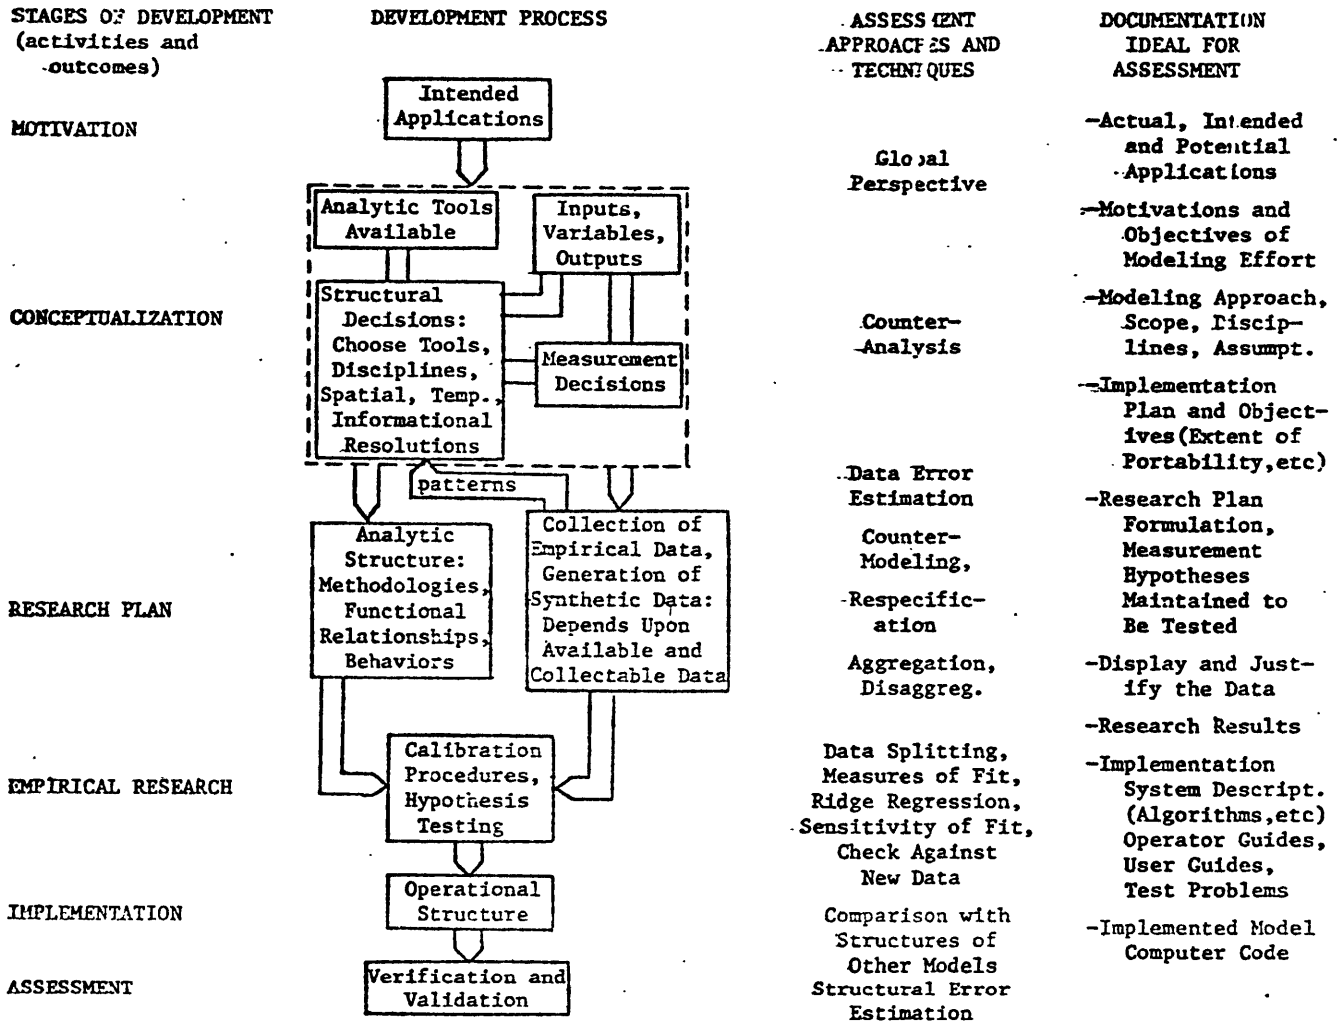 STAGES OF DEVELOPMENT
(activities and
outcomes)
MOTIVATION
CONCEPTUALIZATION
RESEARCH PLAN
EMPIRICAL RESEARCH
IMPLEMENTATION
ASSESSMENT
DEVELOPMENT PROCESS
Intended
Applications
Analytic Tools
Available
Inputs,
Variables,
Outputs
Structural
Decisions:
Choose Tools,
Disciplines,
Spatial, Temp.,
Informational
Resolutions
Measurement
Decisions
patterns
Analytic
Structure:
Methodologies,
Functional
Relationships,
Behaviors
Collection of
Empirical Data,
Generation of
Synthetic Data:
Depends Upon
Available and
Collectable Data
Calibration
Procedures,
Hypothesis
Testing
Operational
Structure
Verification and
Validation
ASSESSMENT
APPROACHES AND
TECHNIQUES
Global
Perspective
Counter-
Analysis
Data Error
Estimation
Counter-
Modeling,
Respecific-
ation
Aggregation,
Disaggreg.
Data Splitting,
Measures of Fit,
Ridge Regression,
Sensitivity of Fit,
Check Against
New Data
Comparison with
Structures of
Other Models
Structural Error
Estimation
DOCUMENTATION
IDEAL FOR
ASSESSMENT
-Actual, Intended
and Potential
Applications
-Motivations and
Objectives of
Modeling Effort
-Modeling Approach,
Scope, Discip-
lines, Assumpt.
-Implementation
Plan and Object-
ives(Extent of
Portability,etc)
-Research Plan
Formulation,
Measurement
Hypotheses
Maintained to
Be Tested
-Display and Just-
ify the Data
-Research Results
-Implementation
System Descript.
(Algorithms,etc)
Operator Guides,
User Guides,
Test Problems
-Implemented Model
Computer Code